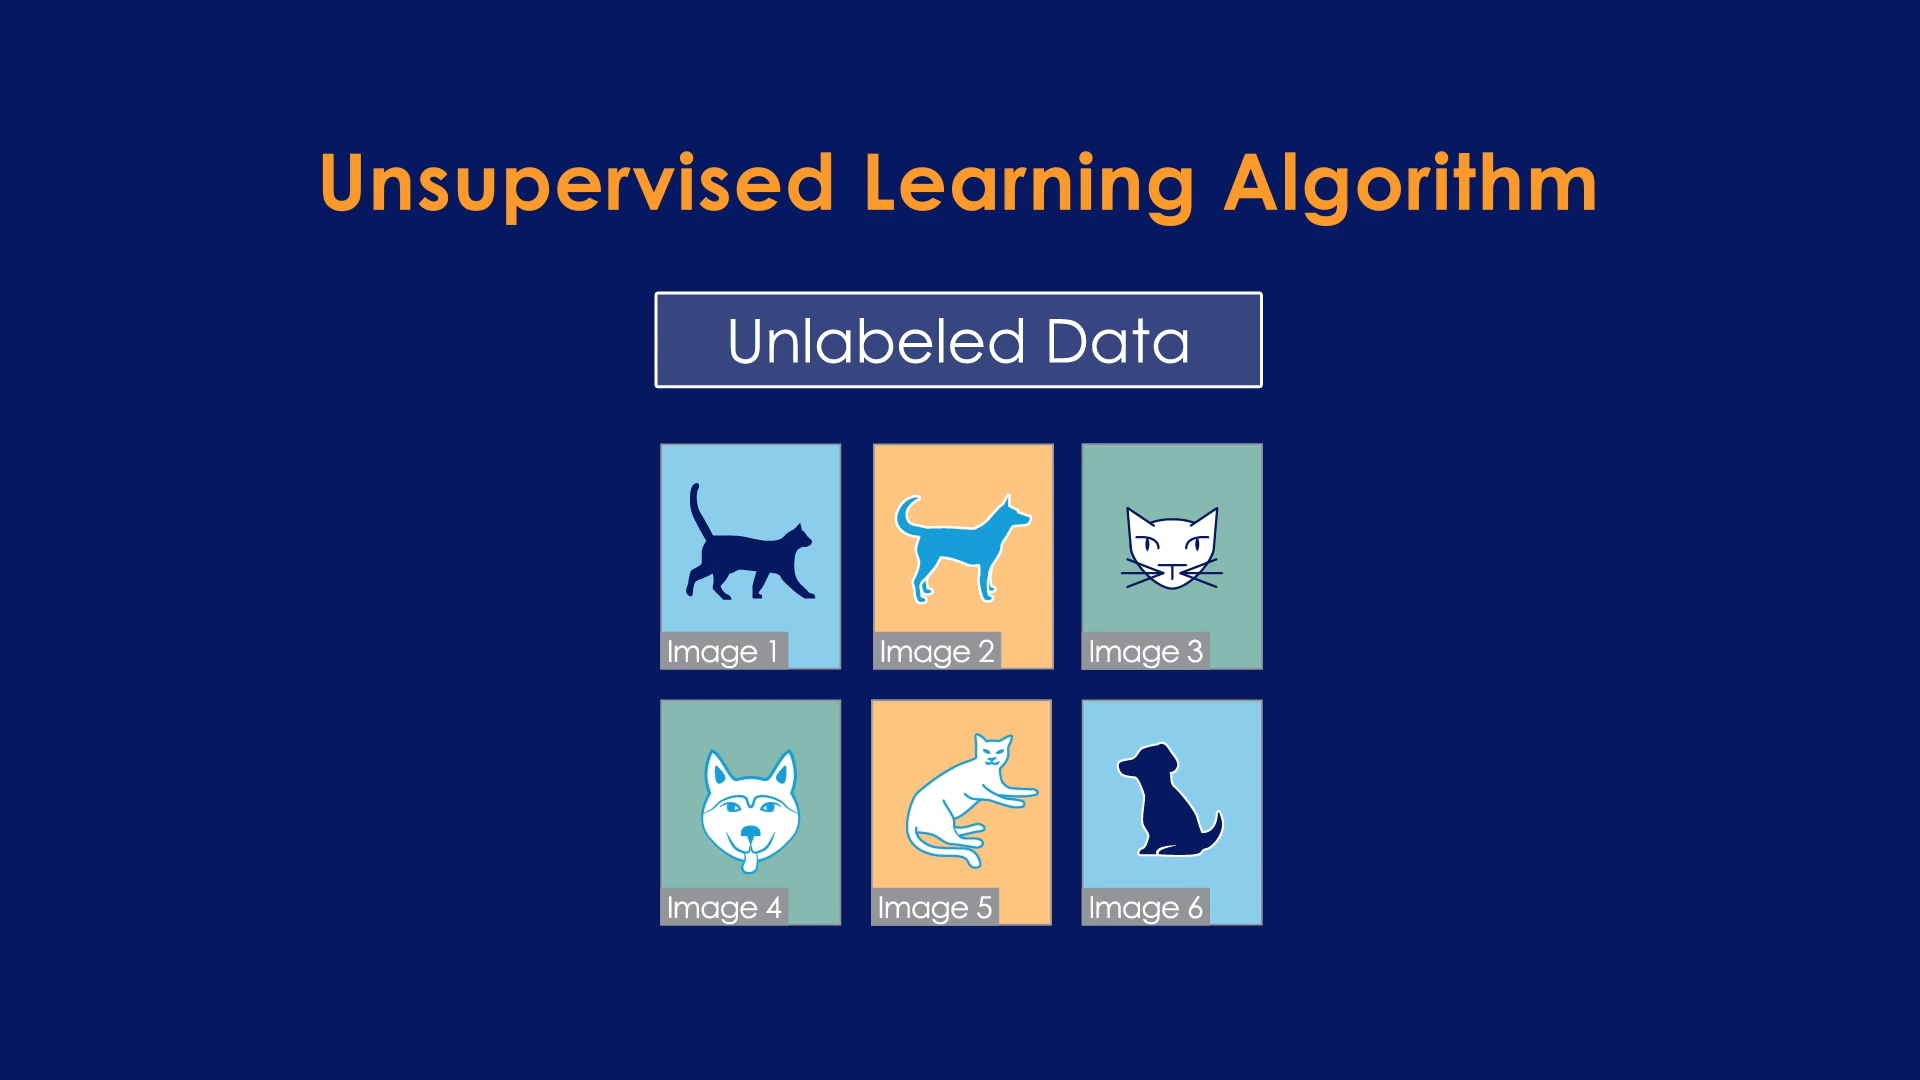 Unsupervised Learning Algorithm
Unlabeled Data
Image 1
Image 2
Image 3
Image 4
Image 5
Image 6